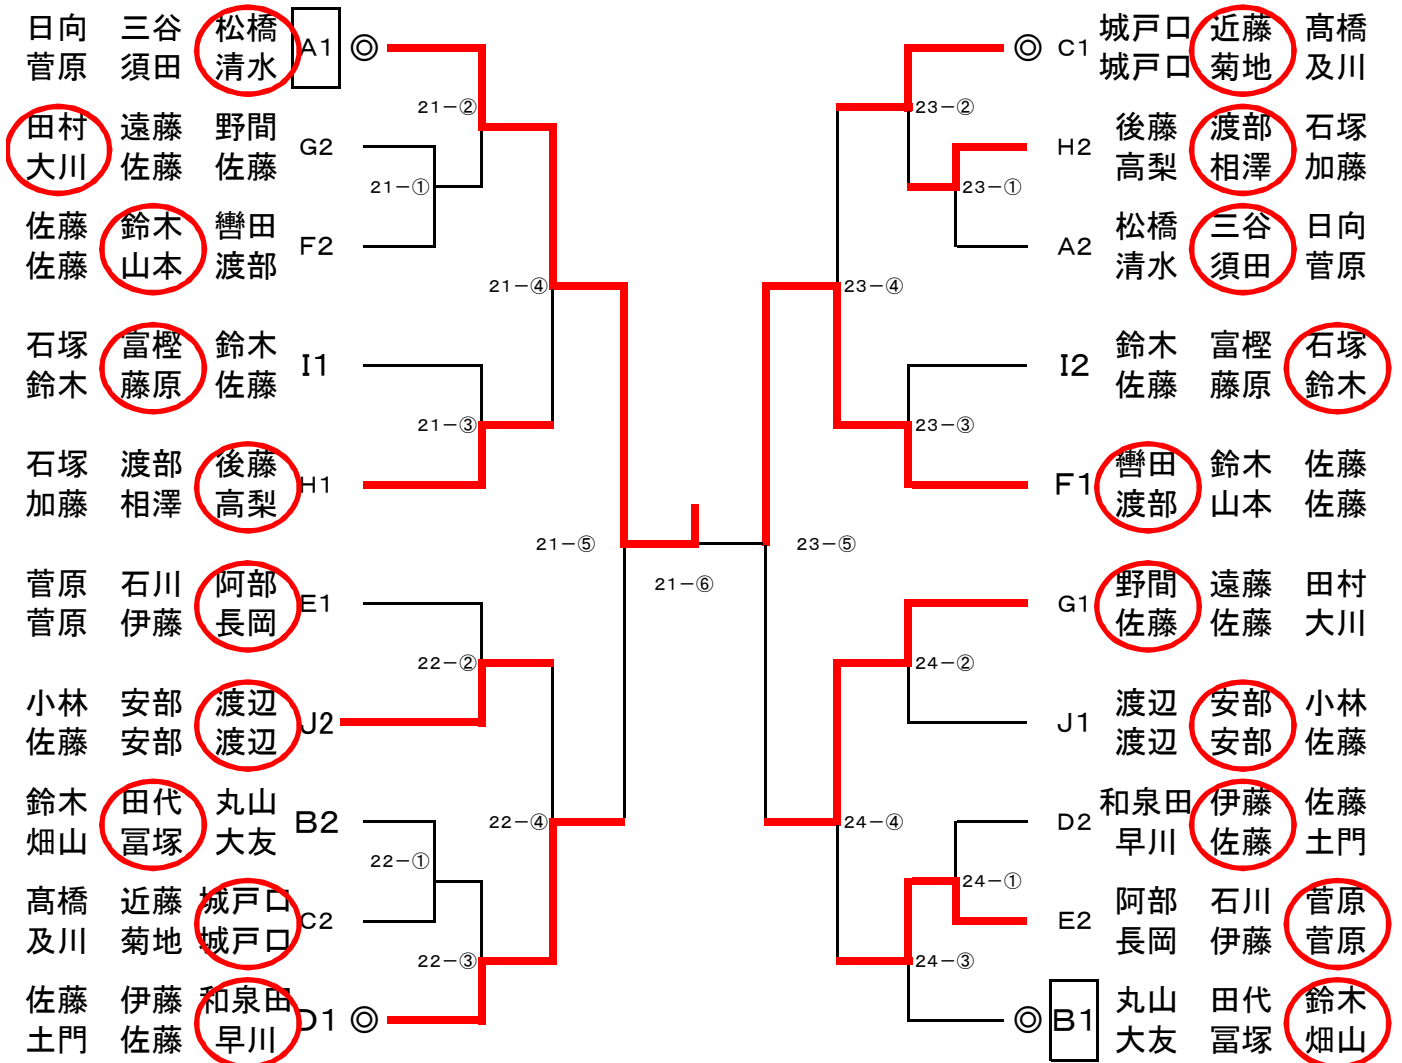 日向 三谷 松橋 A1 ◎
菅原 須田 清水
田村 遠藤 野間 G2
大川 佐藤 佐藤
佐藤 鈴木 轡田 F2
佐藤 山本 渡部
石塚 富樫 鈴木 I1
鈴木 藤原 佐藤
石塚 渡部 後藤 H1
加藤 相澤 高梨
菅原 石川 阿部 E1
菅原 伊藤 長岡
小林 安部 渡辺 J2
佐藤 安部 渡辺
鈴木 田代 丸山 B2
畑山 冨塚 大友
髙橋 近藤 城戸口 C2
及川 菊地 城戸口
佐藤 伊藤 和泉田 D1 ◎
土門 佐藤 早川
21-②
21-①
21-④
21-③
21-⑤
21-⑥
22-②
22-④
22-①
22-③
23-②
23-①
23-④
23-③
23-⑤
24-②
24-④
24-①
24-③
◎ C1 城戸口 近藤 髙橋
城戸口 菊地 及川
H2 後藤 渡部 石塚
高梨 相澤 加藤
A2 松橋 三谷 日向
清水 須田 菅原
I2 鈴木 富樫 石塚
佐藤 藤原 鈴木
F1 轡田 鈴木 佐藤
渡部 山本 佐藤
G1 野間 遠藤 田村
佐藤 佐藤 大川
J1 渡辺 安部 小林
渡辺 安部 佐藤
D2 和泉田 伊藤 佐藤
早川 佐藤 土門
E2 阿部 石川 菅原
長岡 伊藤 菅原
◎ B1 丸山 田代 鈴木
大友 冨塚 畑山